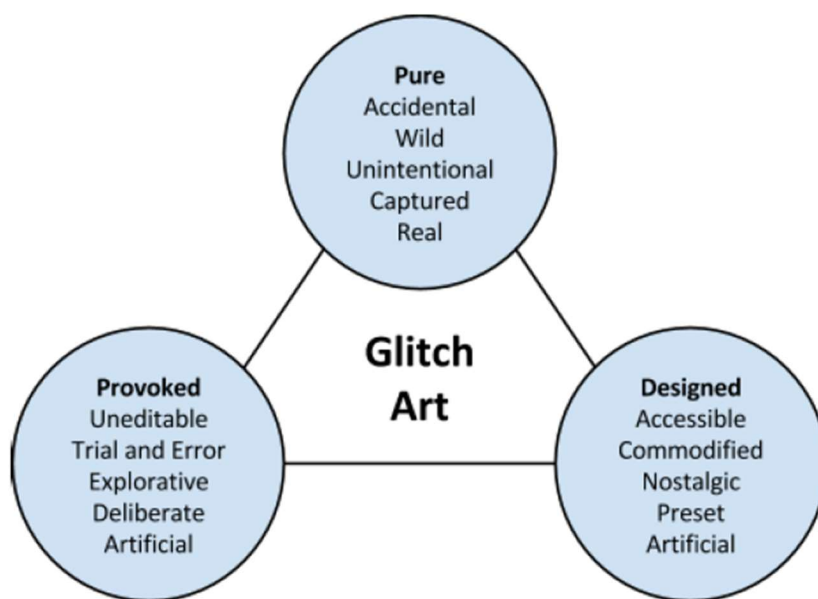 Pure
Accidental
Wild
Unintentional
Captured
Real
Glitch
Art
Provoked
Uneditable
Trial and Error
Explorative
Deliberate
Artificial
Designed
Accessible
Commodified
Nostalgic
Preset
Artificial